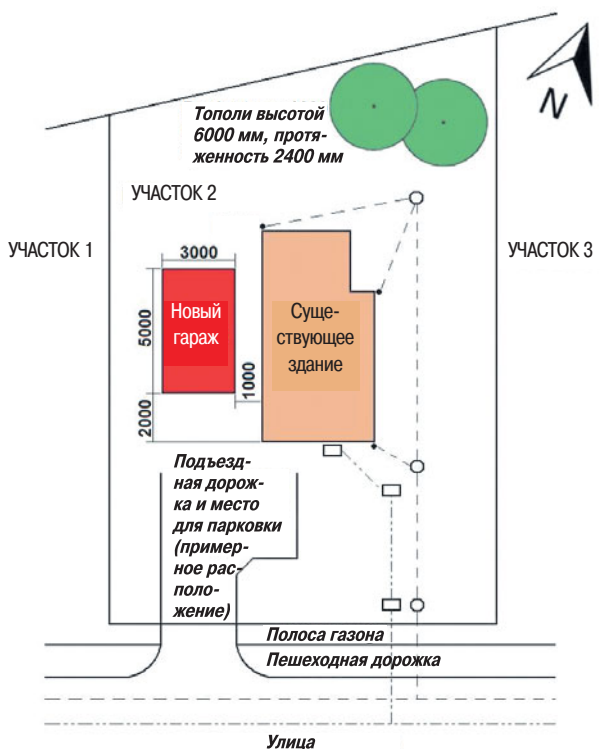 N
Тополи высотой
6000 мм, протя-
женность 2400 мм
УЧАСТОК 2
УЧАСТОК 1
УЧАСТОК 3
3000
5000
Новый
гараж
Суще-
ствующее
здание
1000
2000
Подъезд-
ная дорож-
ка и место
для парковки
(пример-
ное рас-
поло-
жение)
Полоса газона
Пешеходная дорожка
Улица